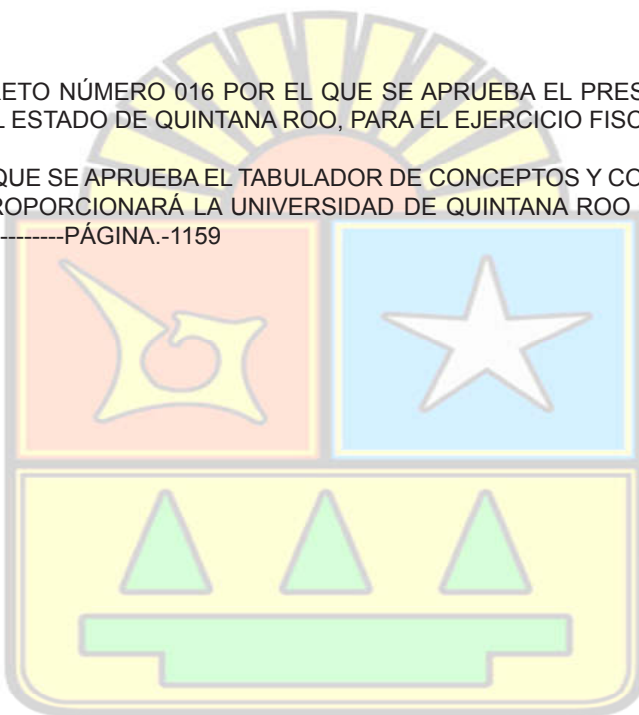 RETO NÚMERO 016 POR EL QUE SE APRUEBA EL PRES
L ESTADO DE QUINTANA ROO, PARA EL EJERCICIO FISC
QUE SE APRUEBA EL TABULADOR DE CONCEPTOS Y CO
ROPORCIONARÁ LA UNIVERSIDAD DE QUINTANA ROO
--------PÁGINA.-1159